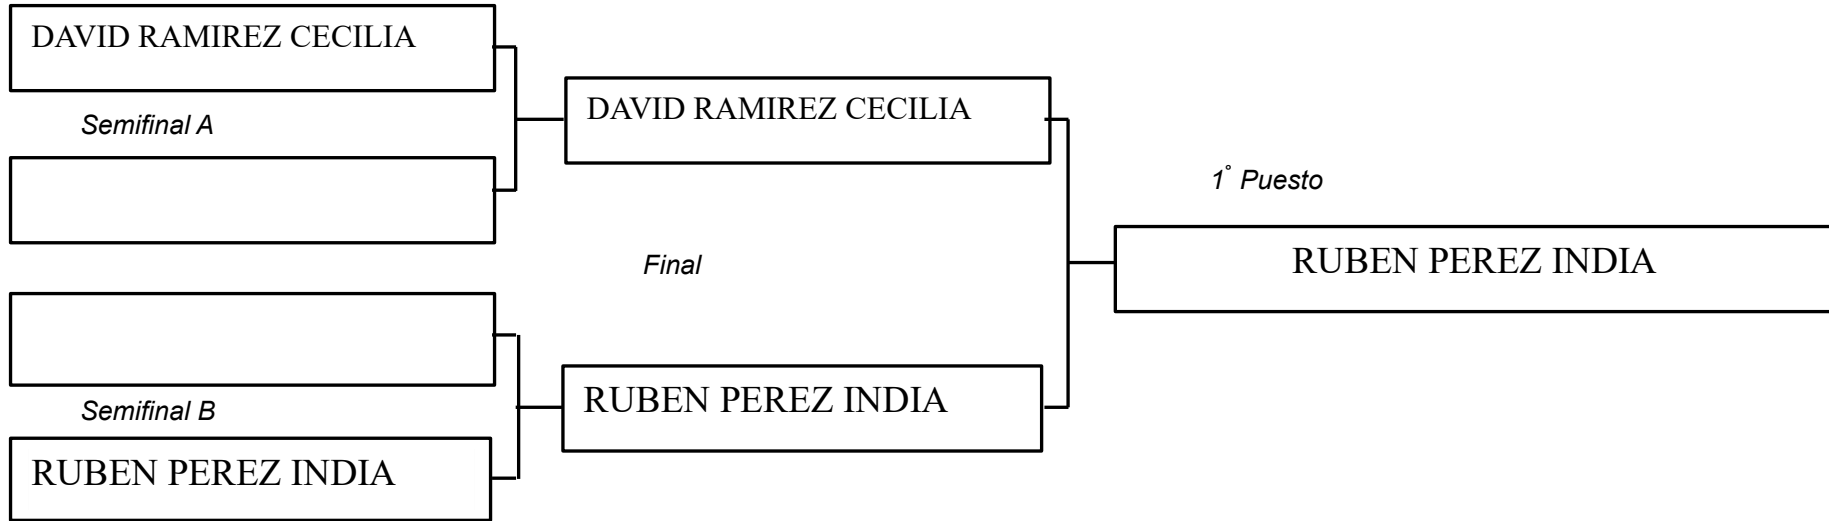 DAVID RAMIREZ CECILIA
Semifinal A
DAVID RAMIREZ CECILIA
1° Puesto
RUBEN PEREZ INDIA
Final
Semifinal B
RUBEN PEREZ INDIA
RUBEN PEREZ INDIA